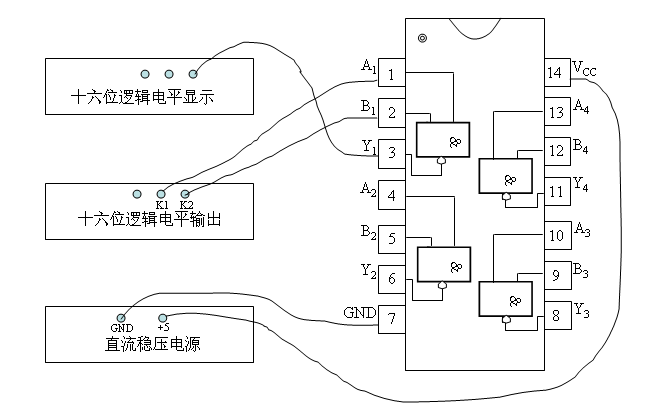 十六位逻辑电平显示
K1 K2
十六位逻辑电平输出
GND +5
直流稳压电源
A1 1
B1 2
Y1 3
A2 4
B2 5
Y2 6
GND 7
14 VCC
13 A4
12 B4
11 Y4
10 A3
9 B3
8 Y3
&
&
&
&